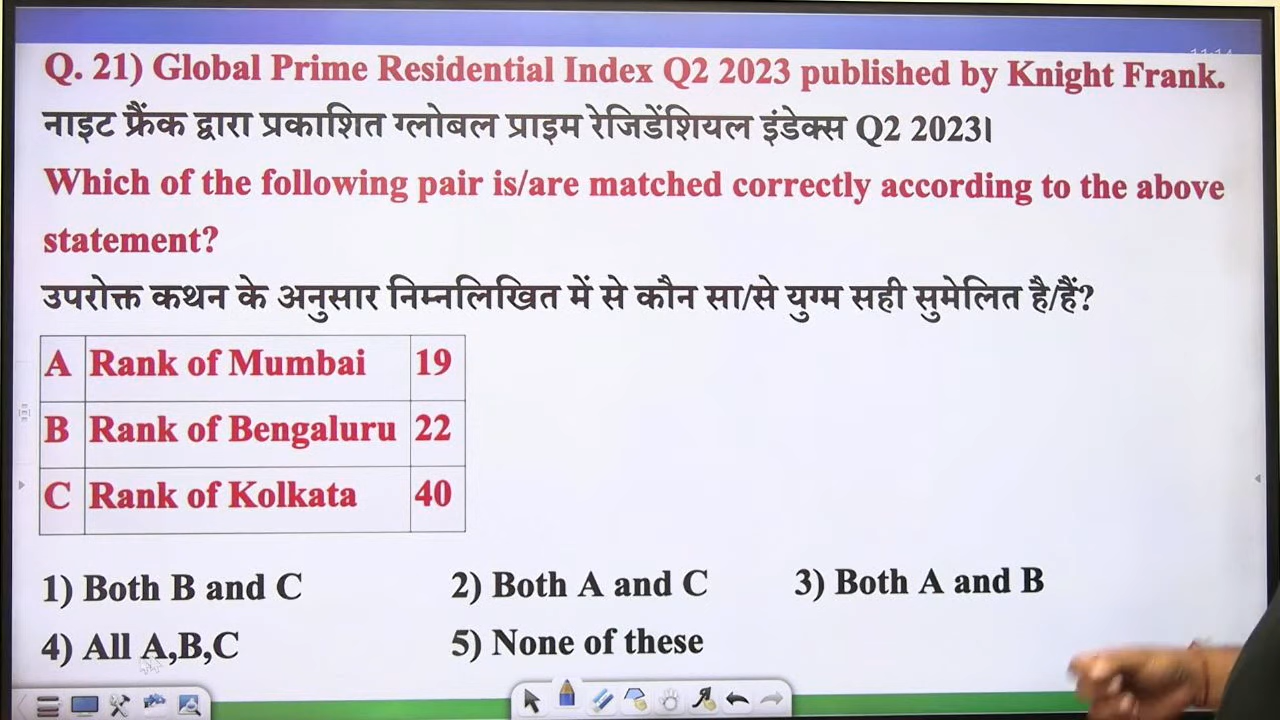 11:14
Q. 21) Global Prime Residential Index Q2 2023 published by Knight Frank.
नाइट फ्रैंक द्वारा प्रकाशित ग्लोबल प्राइम रेजिडेंशियल इंडेक्स Q2 2023।
Which of the following pair is/are matched correctly according to the above
statement?
उपरोक्त कथन के अनुसार निम्नलिखित में से कौन सा/से युग्म सही सुमेलित है/हैं?
A Rank of Mumbai 19
B Rank of Bengaluru 22
C Rank of Kolkata 40
1) Both B and C 2) Both A and C 3) Both A and B
4) All A,B,C 5) None of these